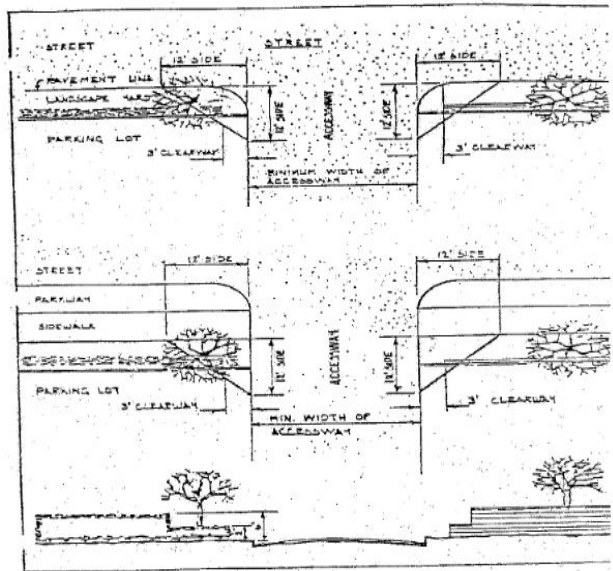 STREET
STREET
12' SIDE
12' SIDE
PAVEMENT LINE
LANDSCAPE
PARKING LOT
12' SIDE
ACCESSWAY
12' SIDE
3' CLEARWAY
3' CLEARWAY
MINIMUM WIDTH OF
ACCESSWAY
12' SIDE
12' SIDE
STREET
PARKWAY
SIDEWALK
12' SIDE
ACCESSWAY
12' SIDE
PARKING LOT
3' CLEARWAY
3' CLEARWAY
MIN. WIDTH OF
ACCESSWAY